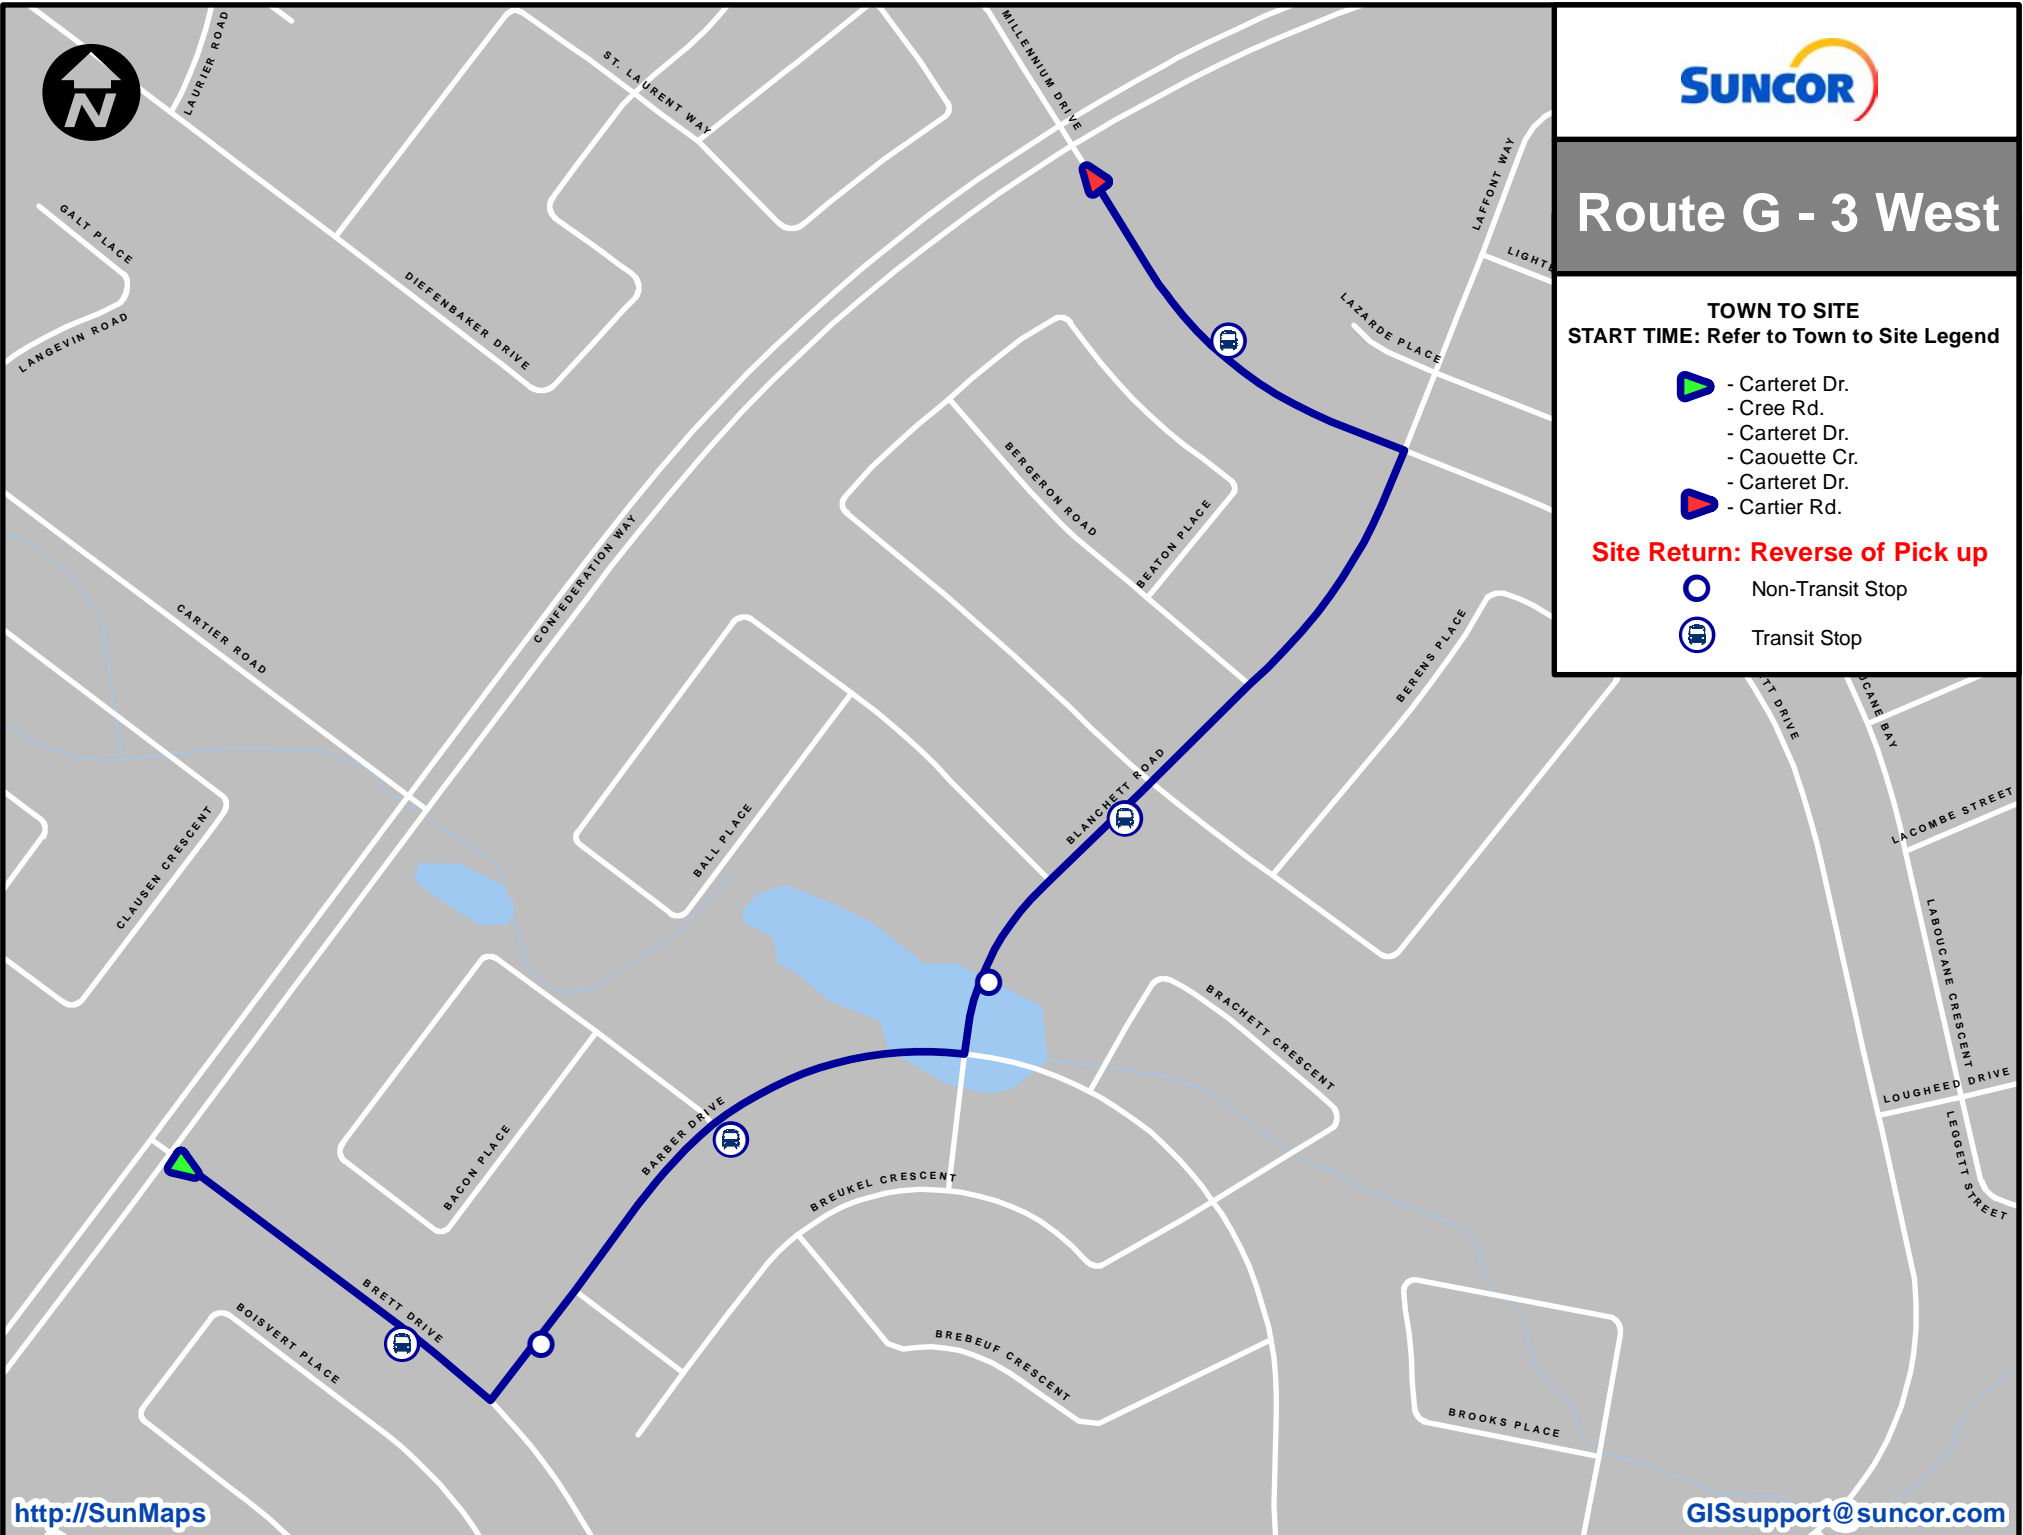 SUNCOR
Route G - 3 West
TOWN TO SITE
START TIME: Refer to Town to Site Legend
- Carteret Dr.
- Cree Rd.
- Carteret Dr.
- Caouette Cr.
- Carteret Dr.
- Cartier Rd.
Site Return: Reverse of Pick up
Non-Transit Stop
Transit Stop
N
LAURIER ROAD
ST. LAURENT WAY
MILLENNIUM DRIVE
LAFFONT WAY
GALT PLACE
LANGEVIN ROAD
DIEFENBAKER DRIVE
LAZARDE PLACE
BERGERON ROAD
BEATON PLACE
CONFEDERATION WAY
CARTIER ROAD
BERENS PLACE
TT DRIVE
UCANE BAY
BLANCHETT ROAD
BALL PLACE
CLAUSEN CRESCENT
LACOMBE STREET
LABOUCANE CRESCENT
BRACHETT CRESCENT
LOUGHEED DRIVE
LEGGETT STREET
BARBER DRIVE
BACON PLACE
BREUKEL CRESCENT
BRETT DRIVE
BOISVERT PLACE
BREBEUF CRESCENT
BROOKS PLACE
http://SunMaps
GISsupport@suncor.com